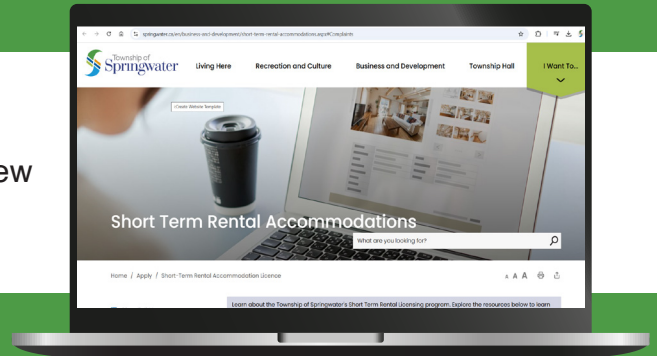 ew
springwater.ca/en/business-and-development/short-term-rental-accommodations.aspx#Complaints
Township of
Springwater
Living Here
Recreation and Culture
Business and Development
Township Hall
I Want To...
iCreate Website Template
Short Term Rental Accommodations
What are you looking for?
Home / Apply / Short-Term Rental Accommodation Licence
A A A
Learn about the Township of Springwater's Short Term Rental Licensing program. Explore the resources below to learn